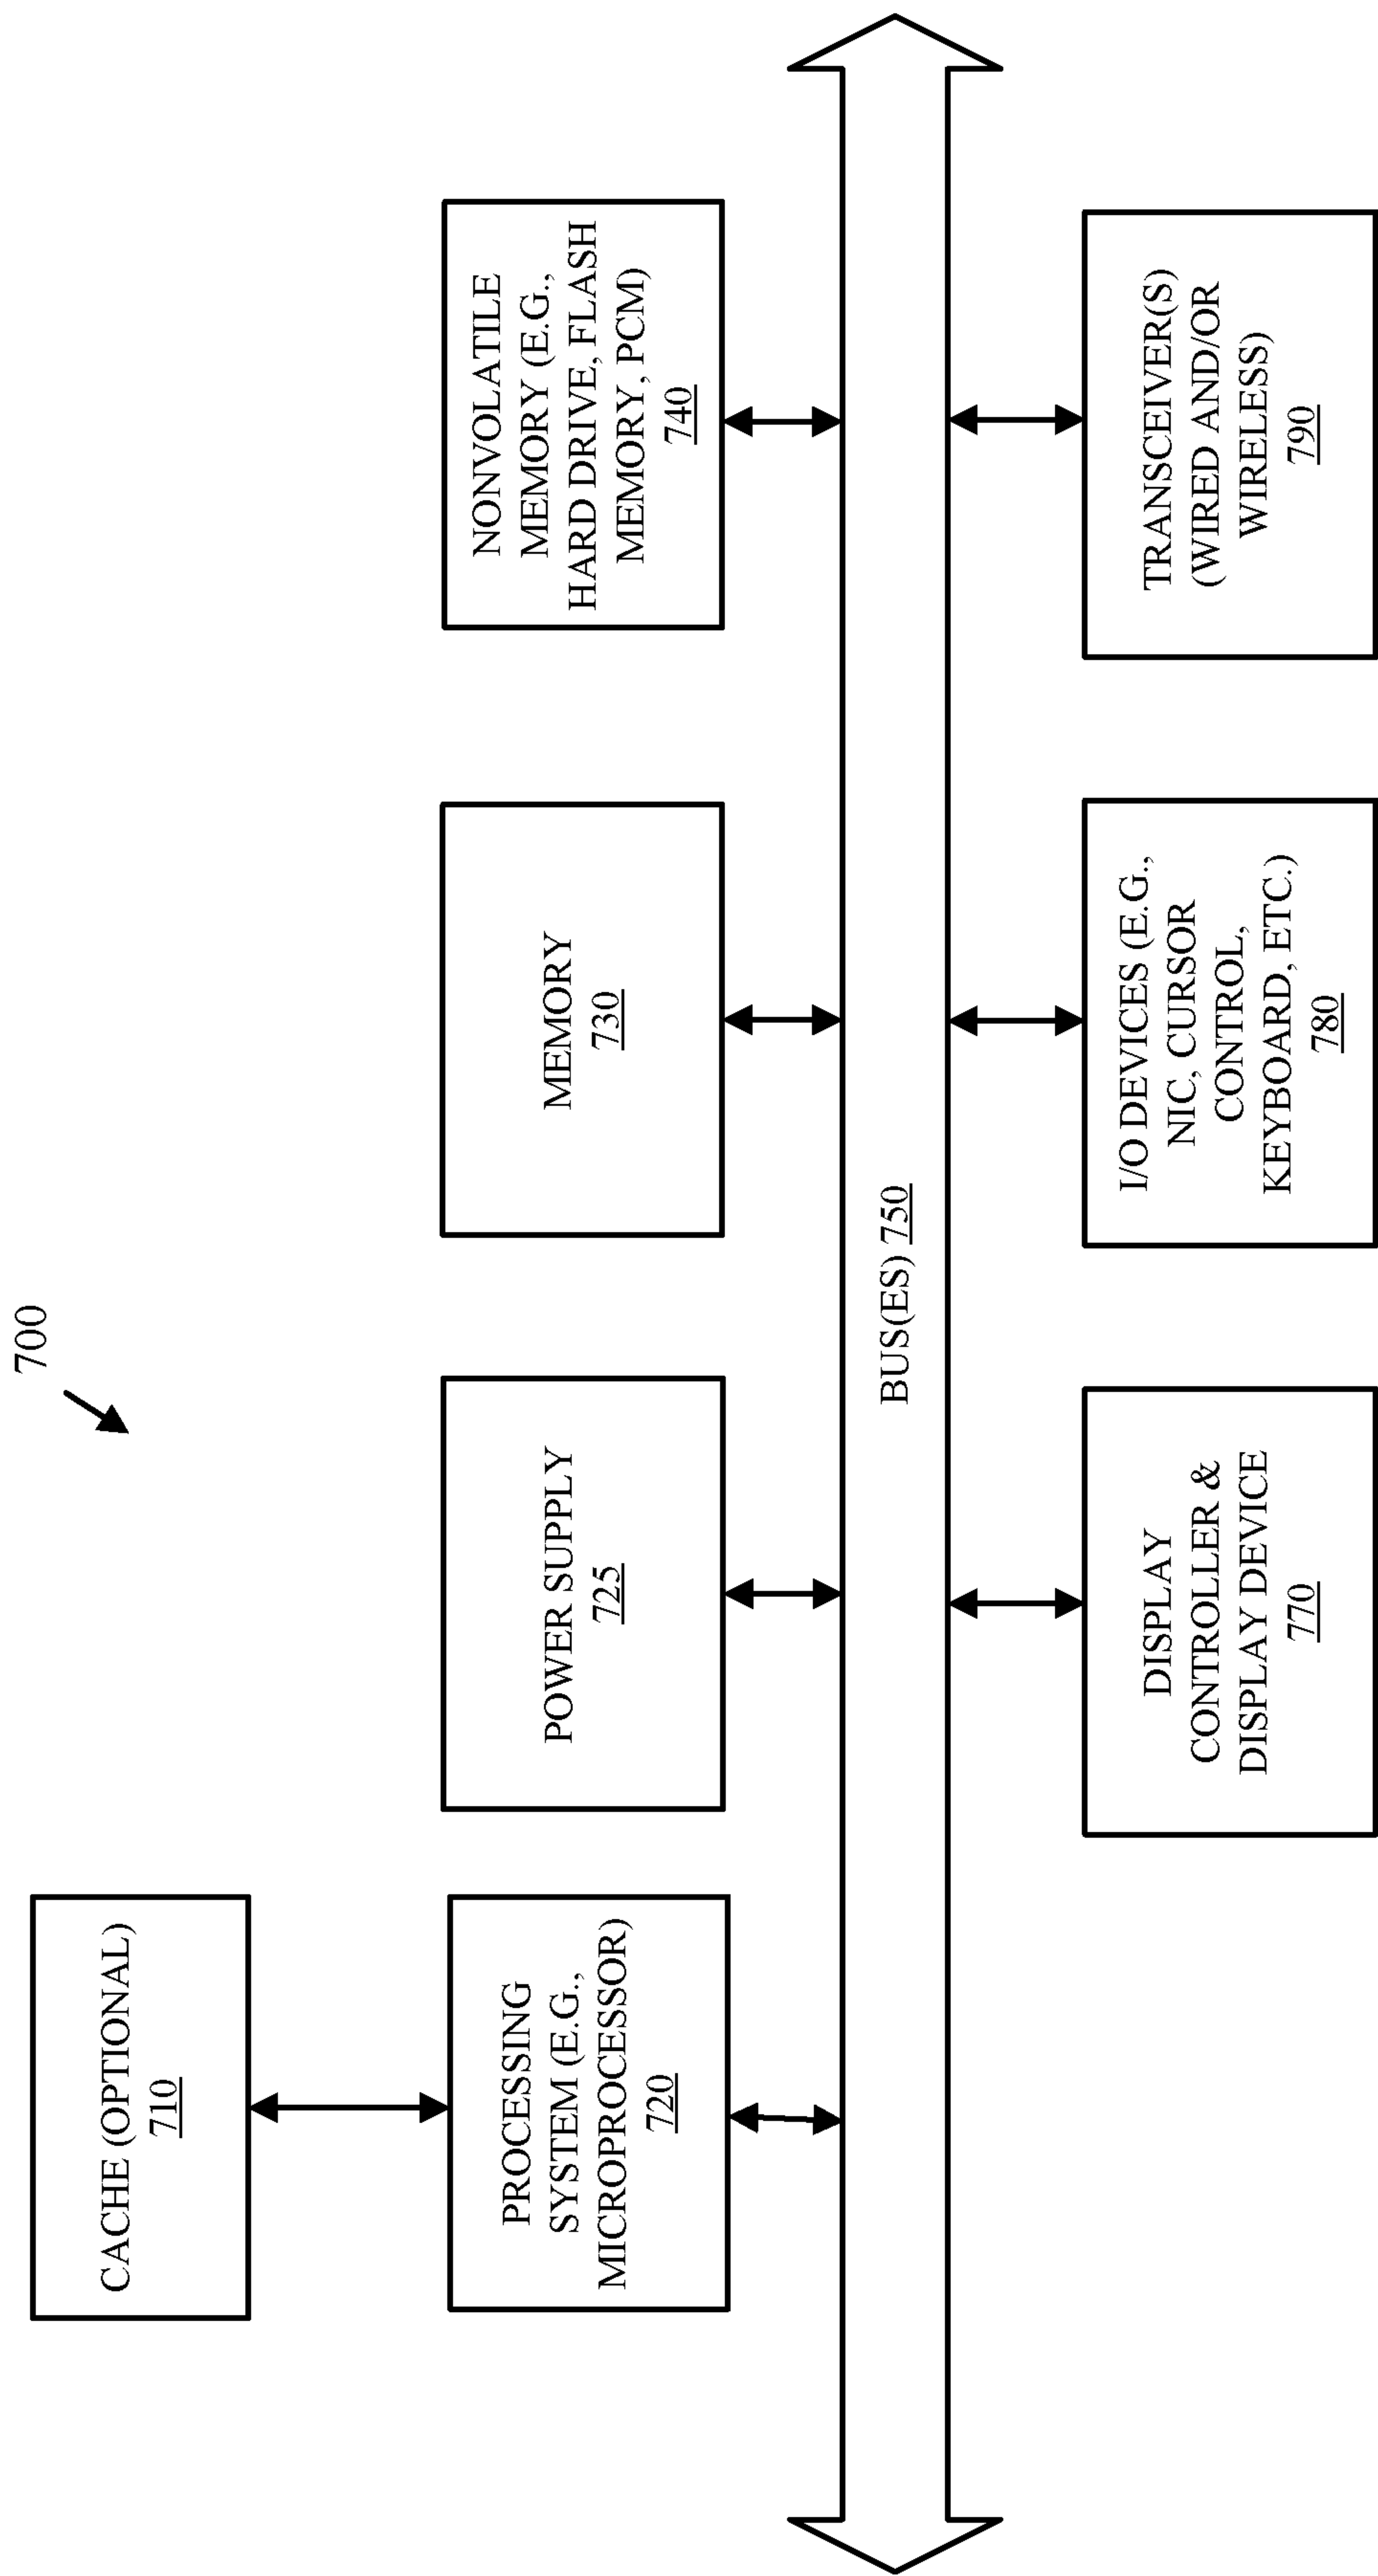 700
CACHE (OPTIONAL)
710
PROCESSING
SYSTEM (E.G.,
MICROPROCESSOR)
720
POWER SUPPLY
725
MEMORY
730
NONVOLATILE
MEMORY (E.G.,
HARD DRIVE, FLASH
MEMORY, PCM)
740
BUS(ES) 750
DISPLAY
CONTROLLER &
DISPLAY DEVICE
770
I/O DEVICES (E.G.,
NIC, CURSOR
CONTROL,
KEYBOARD, ETC.)
780
TRANSCEIVER(S)
(WIRED AND/OR
WIRELESS)
790